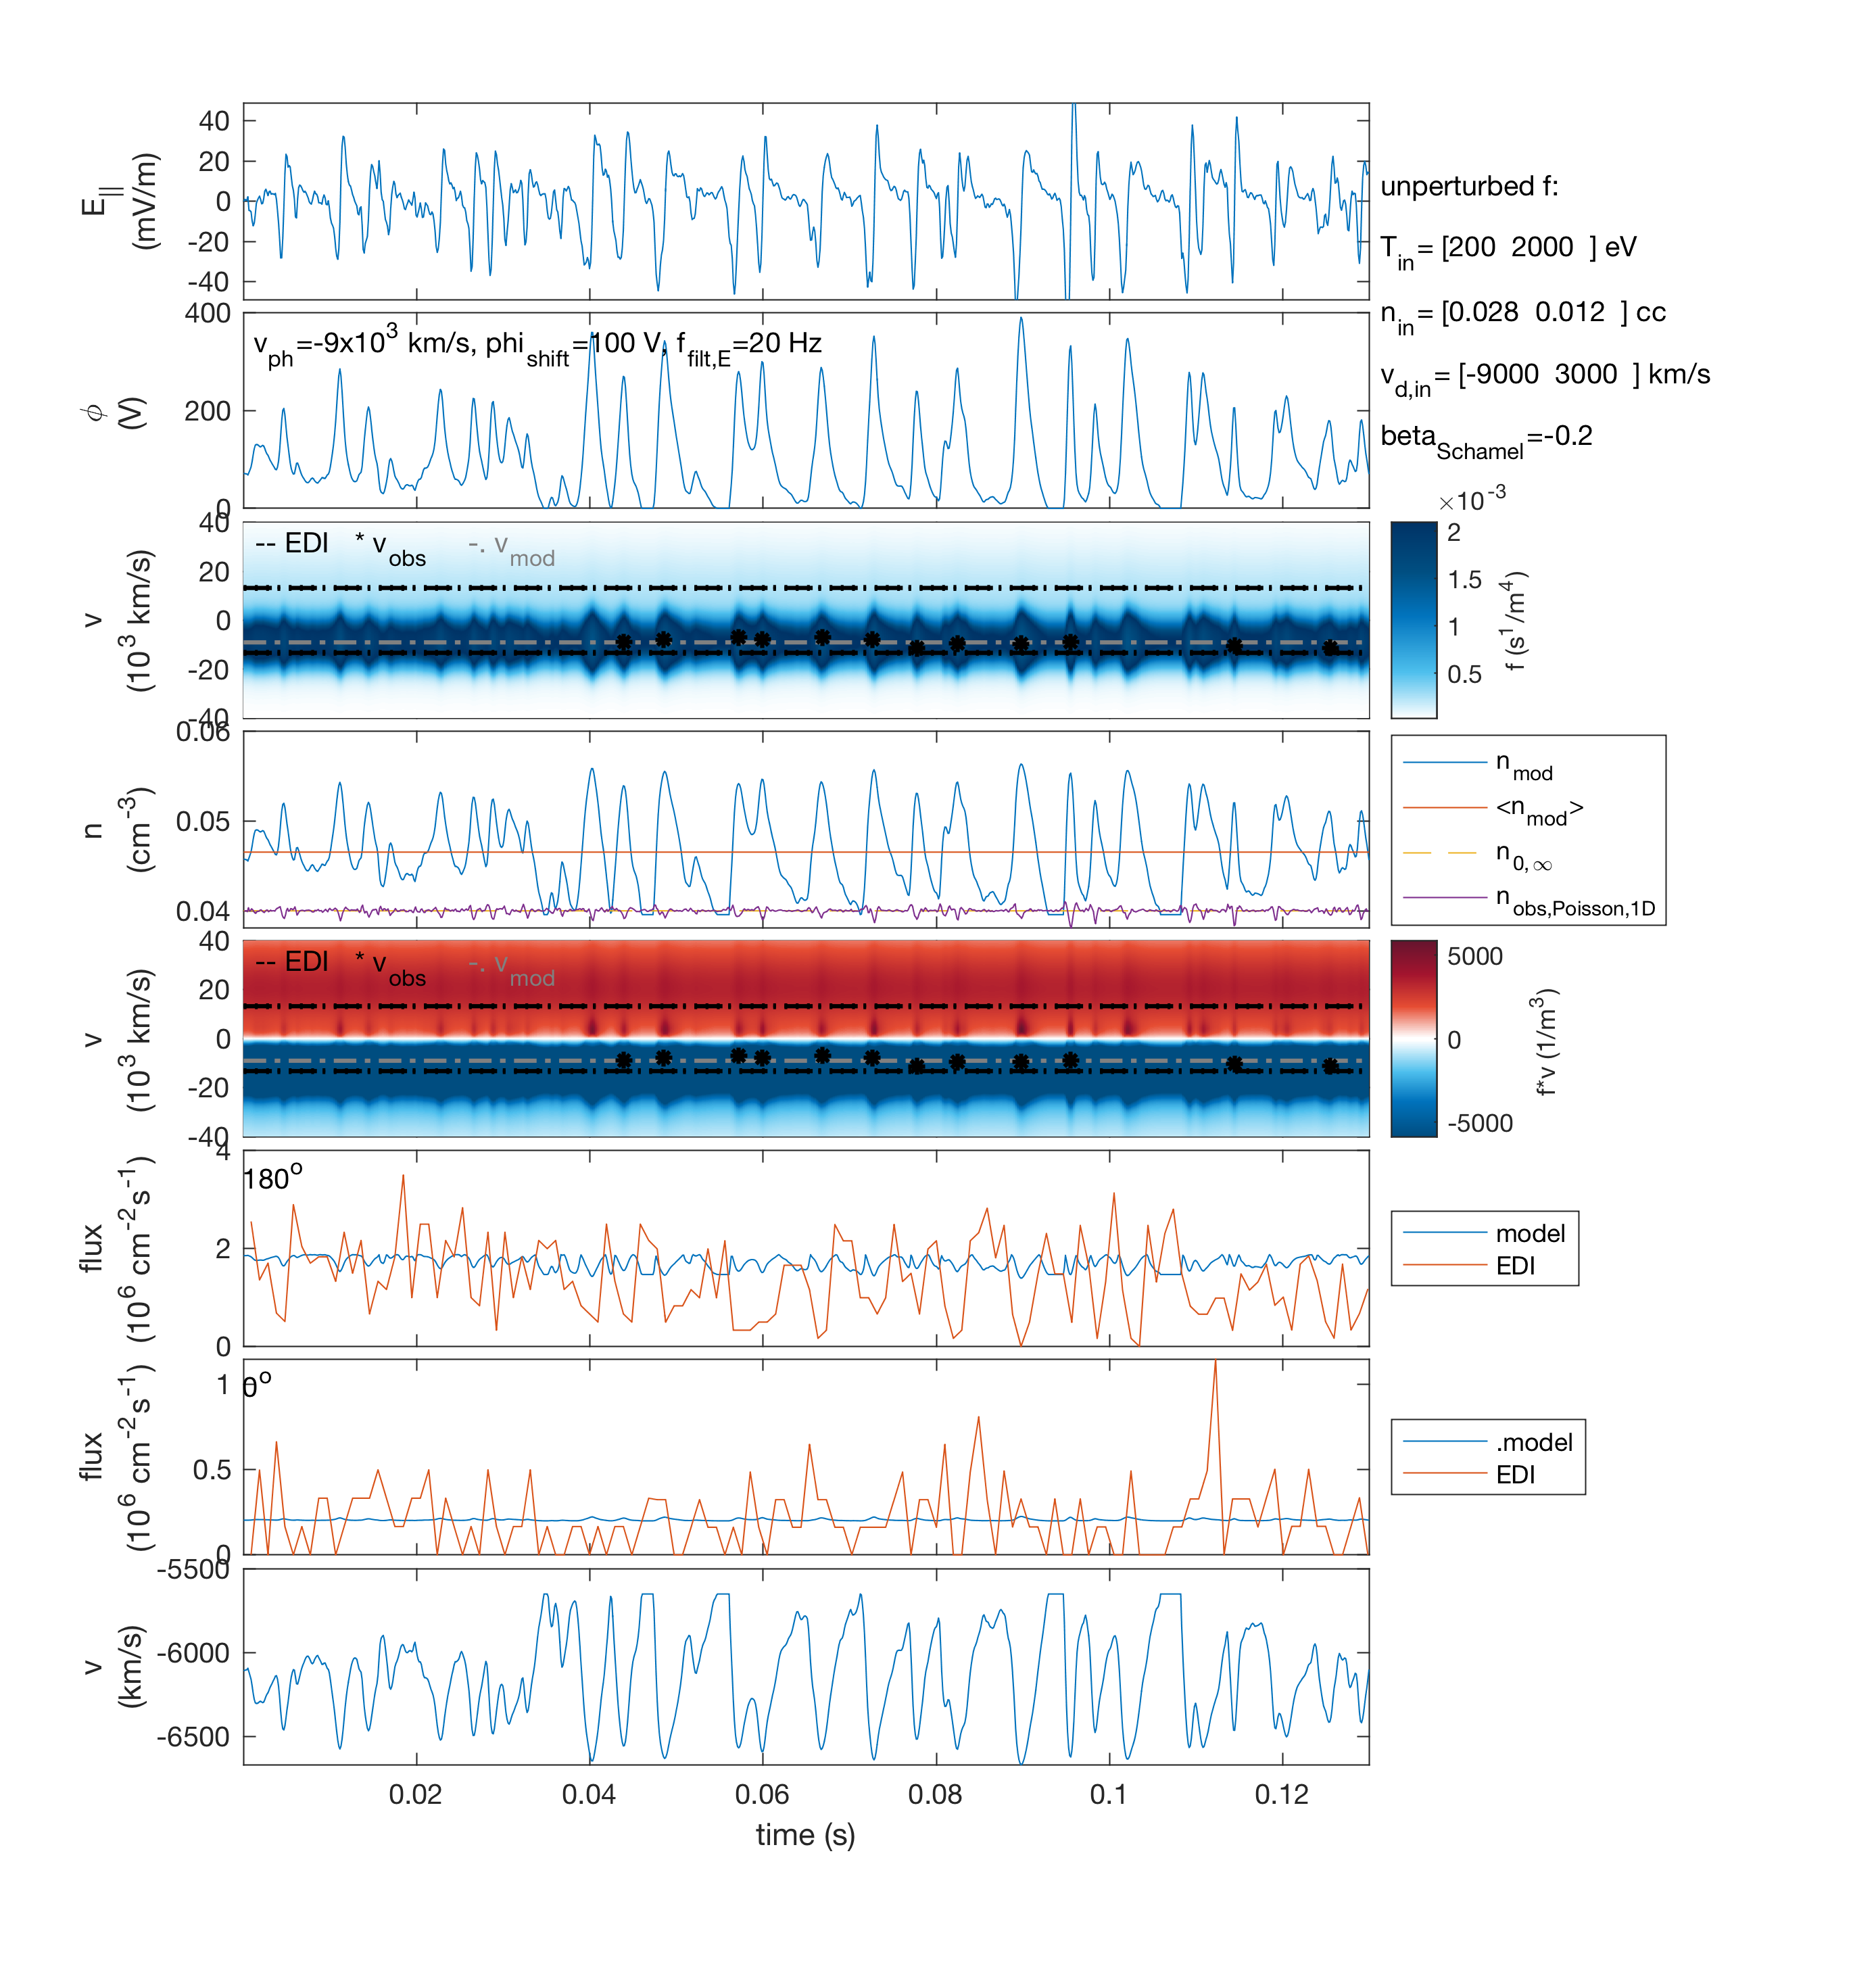 40
20
0
-20
-40
E||
(mV/m)
unperturbed f:
Tin= [200 2000 ] eV
nin= [0.028 0.012 ] cc
vd,in= [-9000 3000 ] km/s
betaSchamel=-0.2
400
200
0
ϕ
(V)
vph=-9x10^3 km/s, phishift=100 V, ffilt,E=20 Hz
40
20
0
-20
-40
v
(10^3 km/s)
-- EDI * vobs -. vmod
×10^-3
2
1.5
1
0.5
f (s^1/m^4)
0.06
0.05
0.04
n
(cm^-3)
nmod
<nmod>
n0,∞
nobs,Poisson,1D
40
20
0
-20
-40
v
(10^3 km/s)
-- EDI * vobs -. vmod
5000
0
-5000
f*v (1/m^3)
4
2
0
flux
(10^6 cm^-2 s^-1)
180°
model
EDI
1
0.5
0
flux
(10^6 cm^-2 s^-1)
0°
.model
EDI
-5500
-6000
-6500
v
(km/s)
0.02 0.04 0.06 0.08 0.1 0.12
time (s)